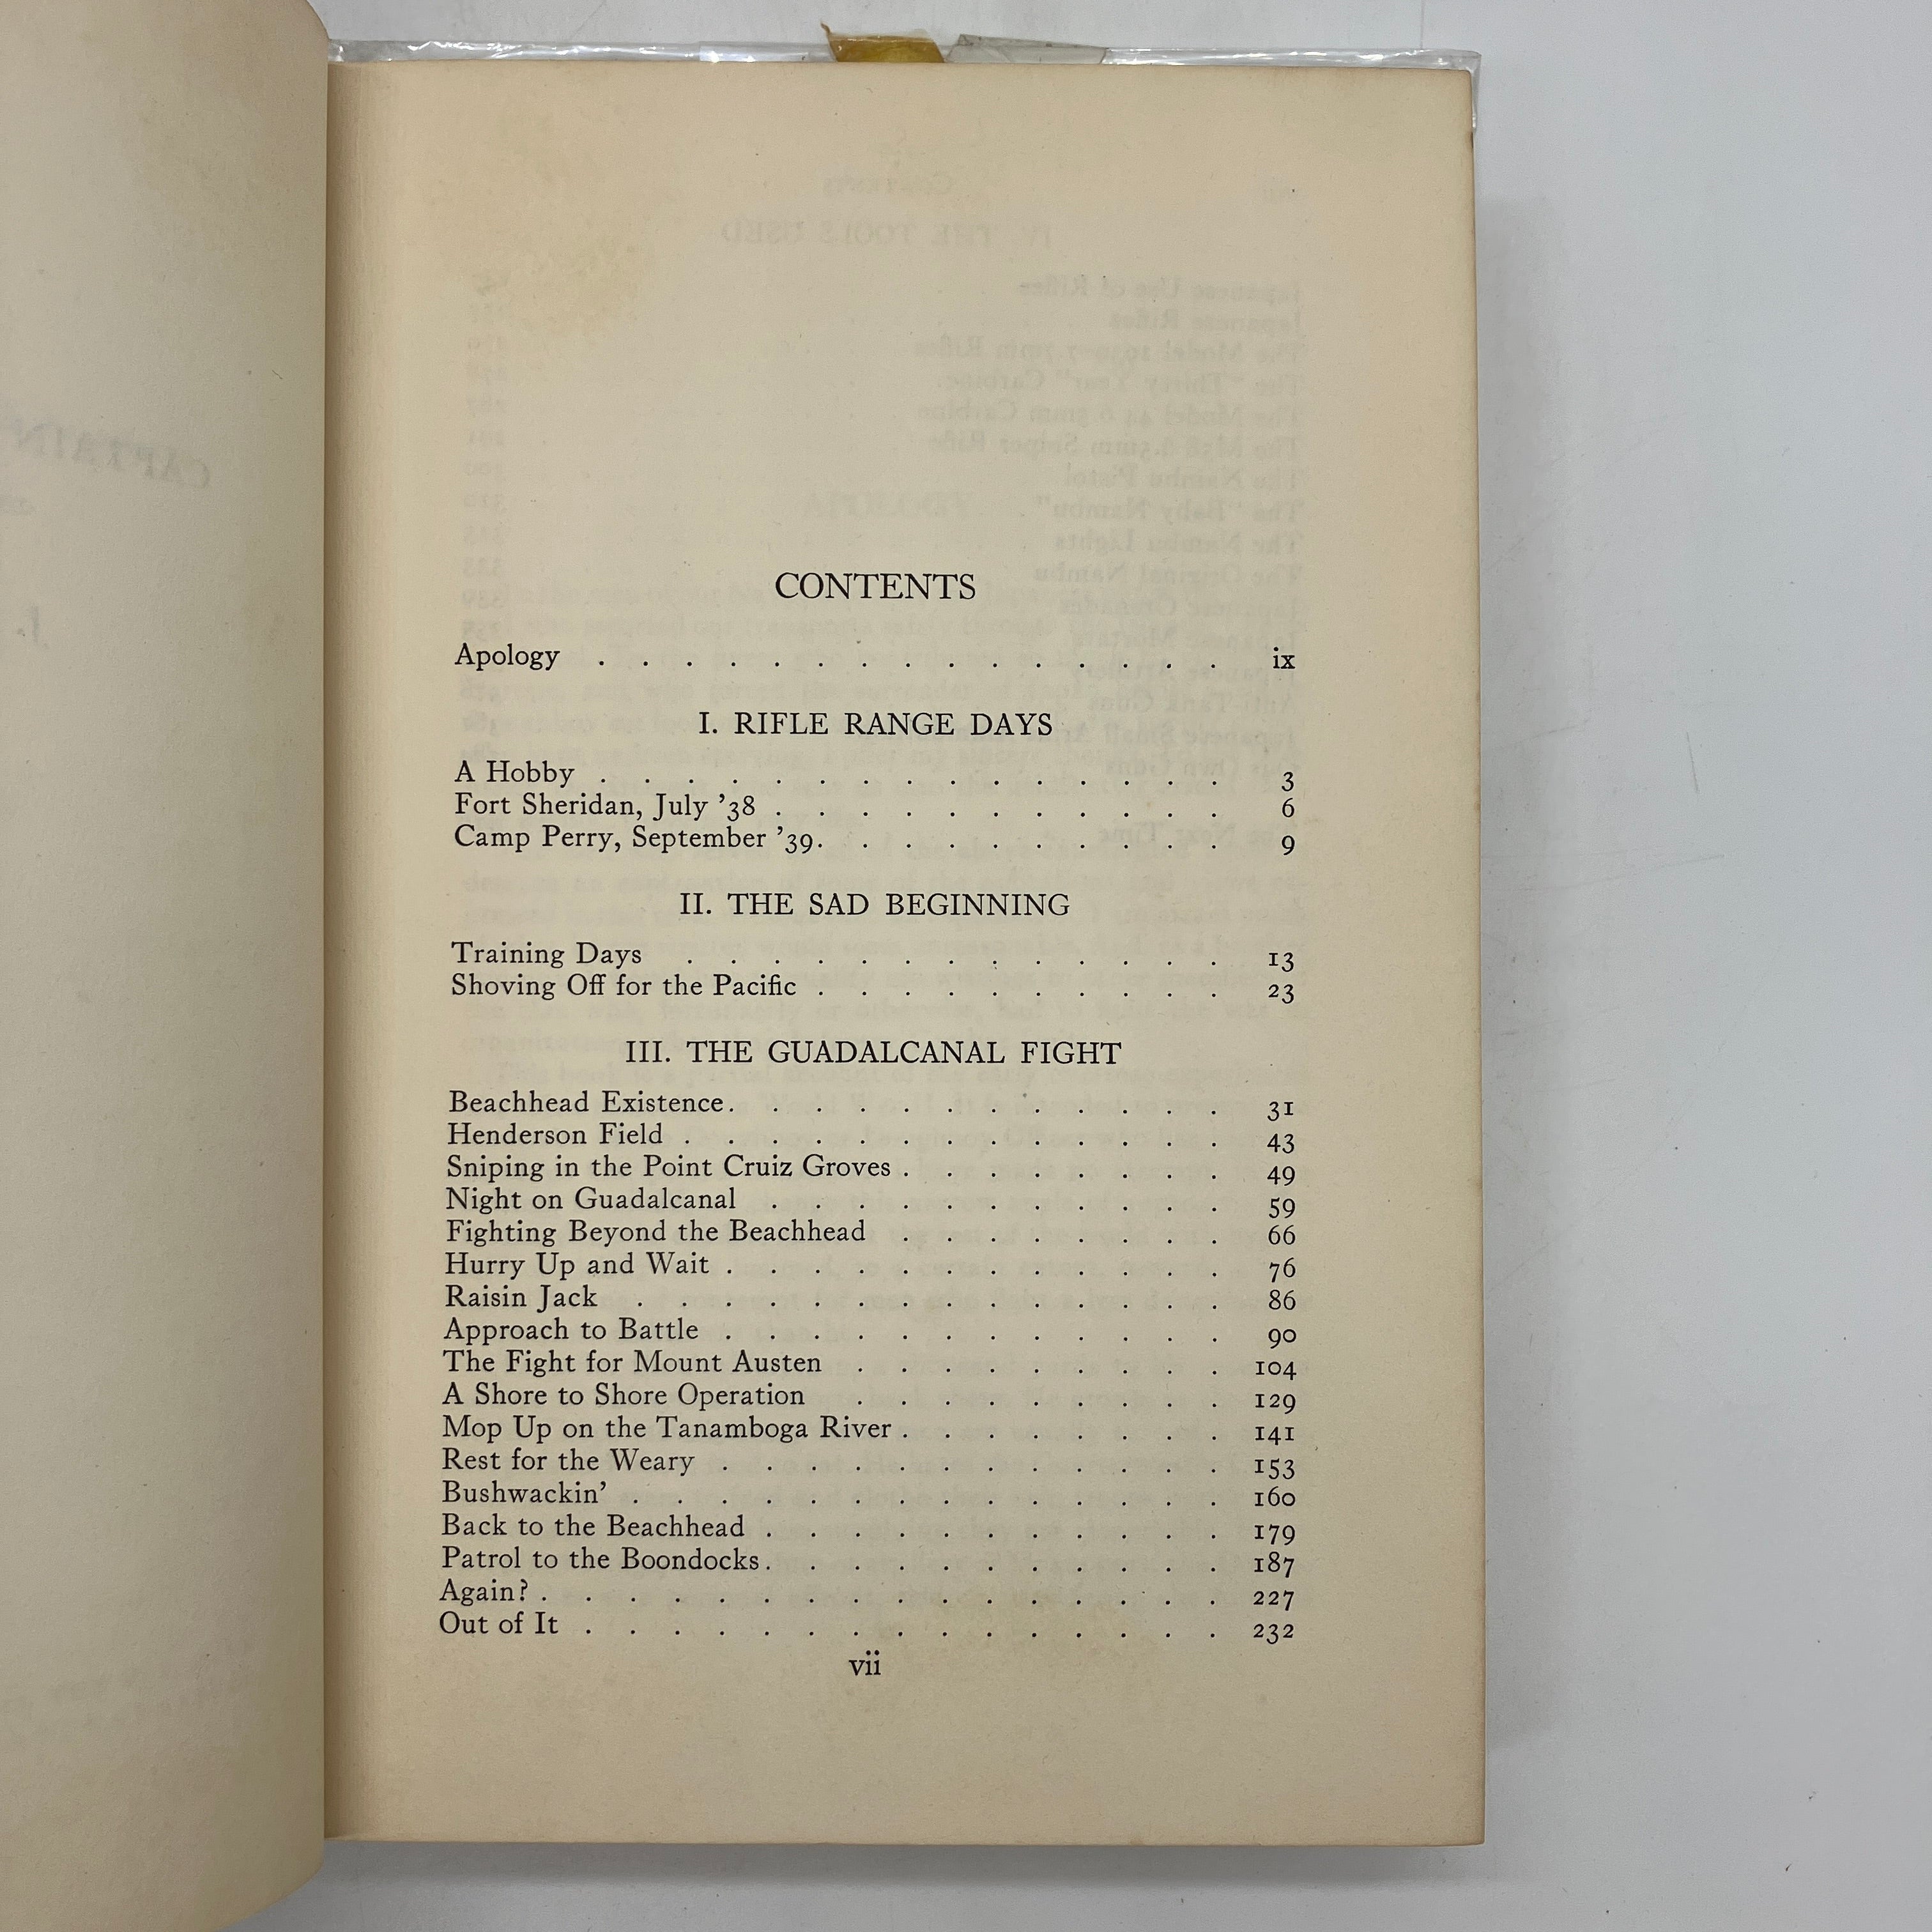 CONTENTS
Apology . . . . . . . . . . . . . . . ix
I. RIFLE RANGE DAYS
A Hobby . . . . . . . . . . . . . . . 3
Fort Sheridan, July ’38 . . . . . . . . . . . 6
Camp Perry, September ’39. . . . . . . . . . 9
II. THE SAD BEGINNING
Training Days . . . . . . . . . . . . . 13
Shoving Off for the Pacific . . . . . . . . . . 23
III. THE GUADALCANAL FIGHT
Beachhead Existence. . . . . . . . . . . . 31
Henderson Field . . . . . . . . . . . . . 43
Sniping in the Point Cruiz Groves . . . . . . . . 49
Night on Guadalcanal . . . . . . . . . . . 59
Fighting Beyond the Beachhead . . . . . . . . 66
Hurry Up and Wait . . . . . . . . . . . . 76
Raisin Jack . . . . . . . . . . . . . . 86
Approach to Battle . . . . . . . . . . . . 90
The Fight for Mount Austen . . . . . . . . . 104
A Shore to Shore Operation . . . . . . . . . 129
Mop Up on the Tanamboga River . . . . . . . . 141
Rest for the Weary . . . . . . . . . . . . 153
Bushwackin’ . . . . . . . . . . . . . . 160
Back to the Beachhead . . . . . . . . . . . 179
Patrol to the Boondocks. . . . . . . . . . . 187
Again? . . . . . . . . . . . . . . . . 227
Out of It . . . . . . . . . . . . . . . 232
vii